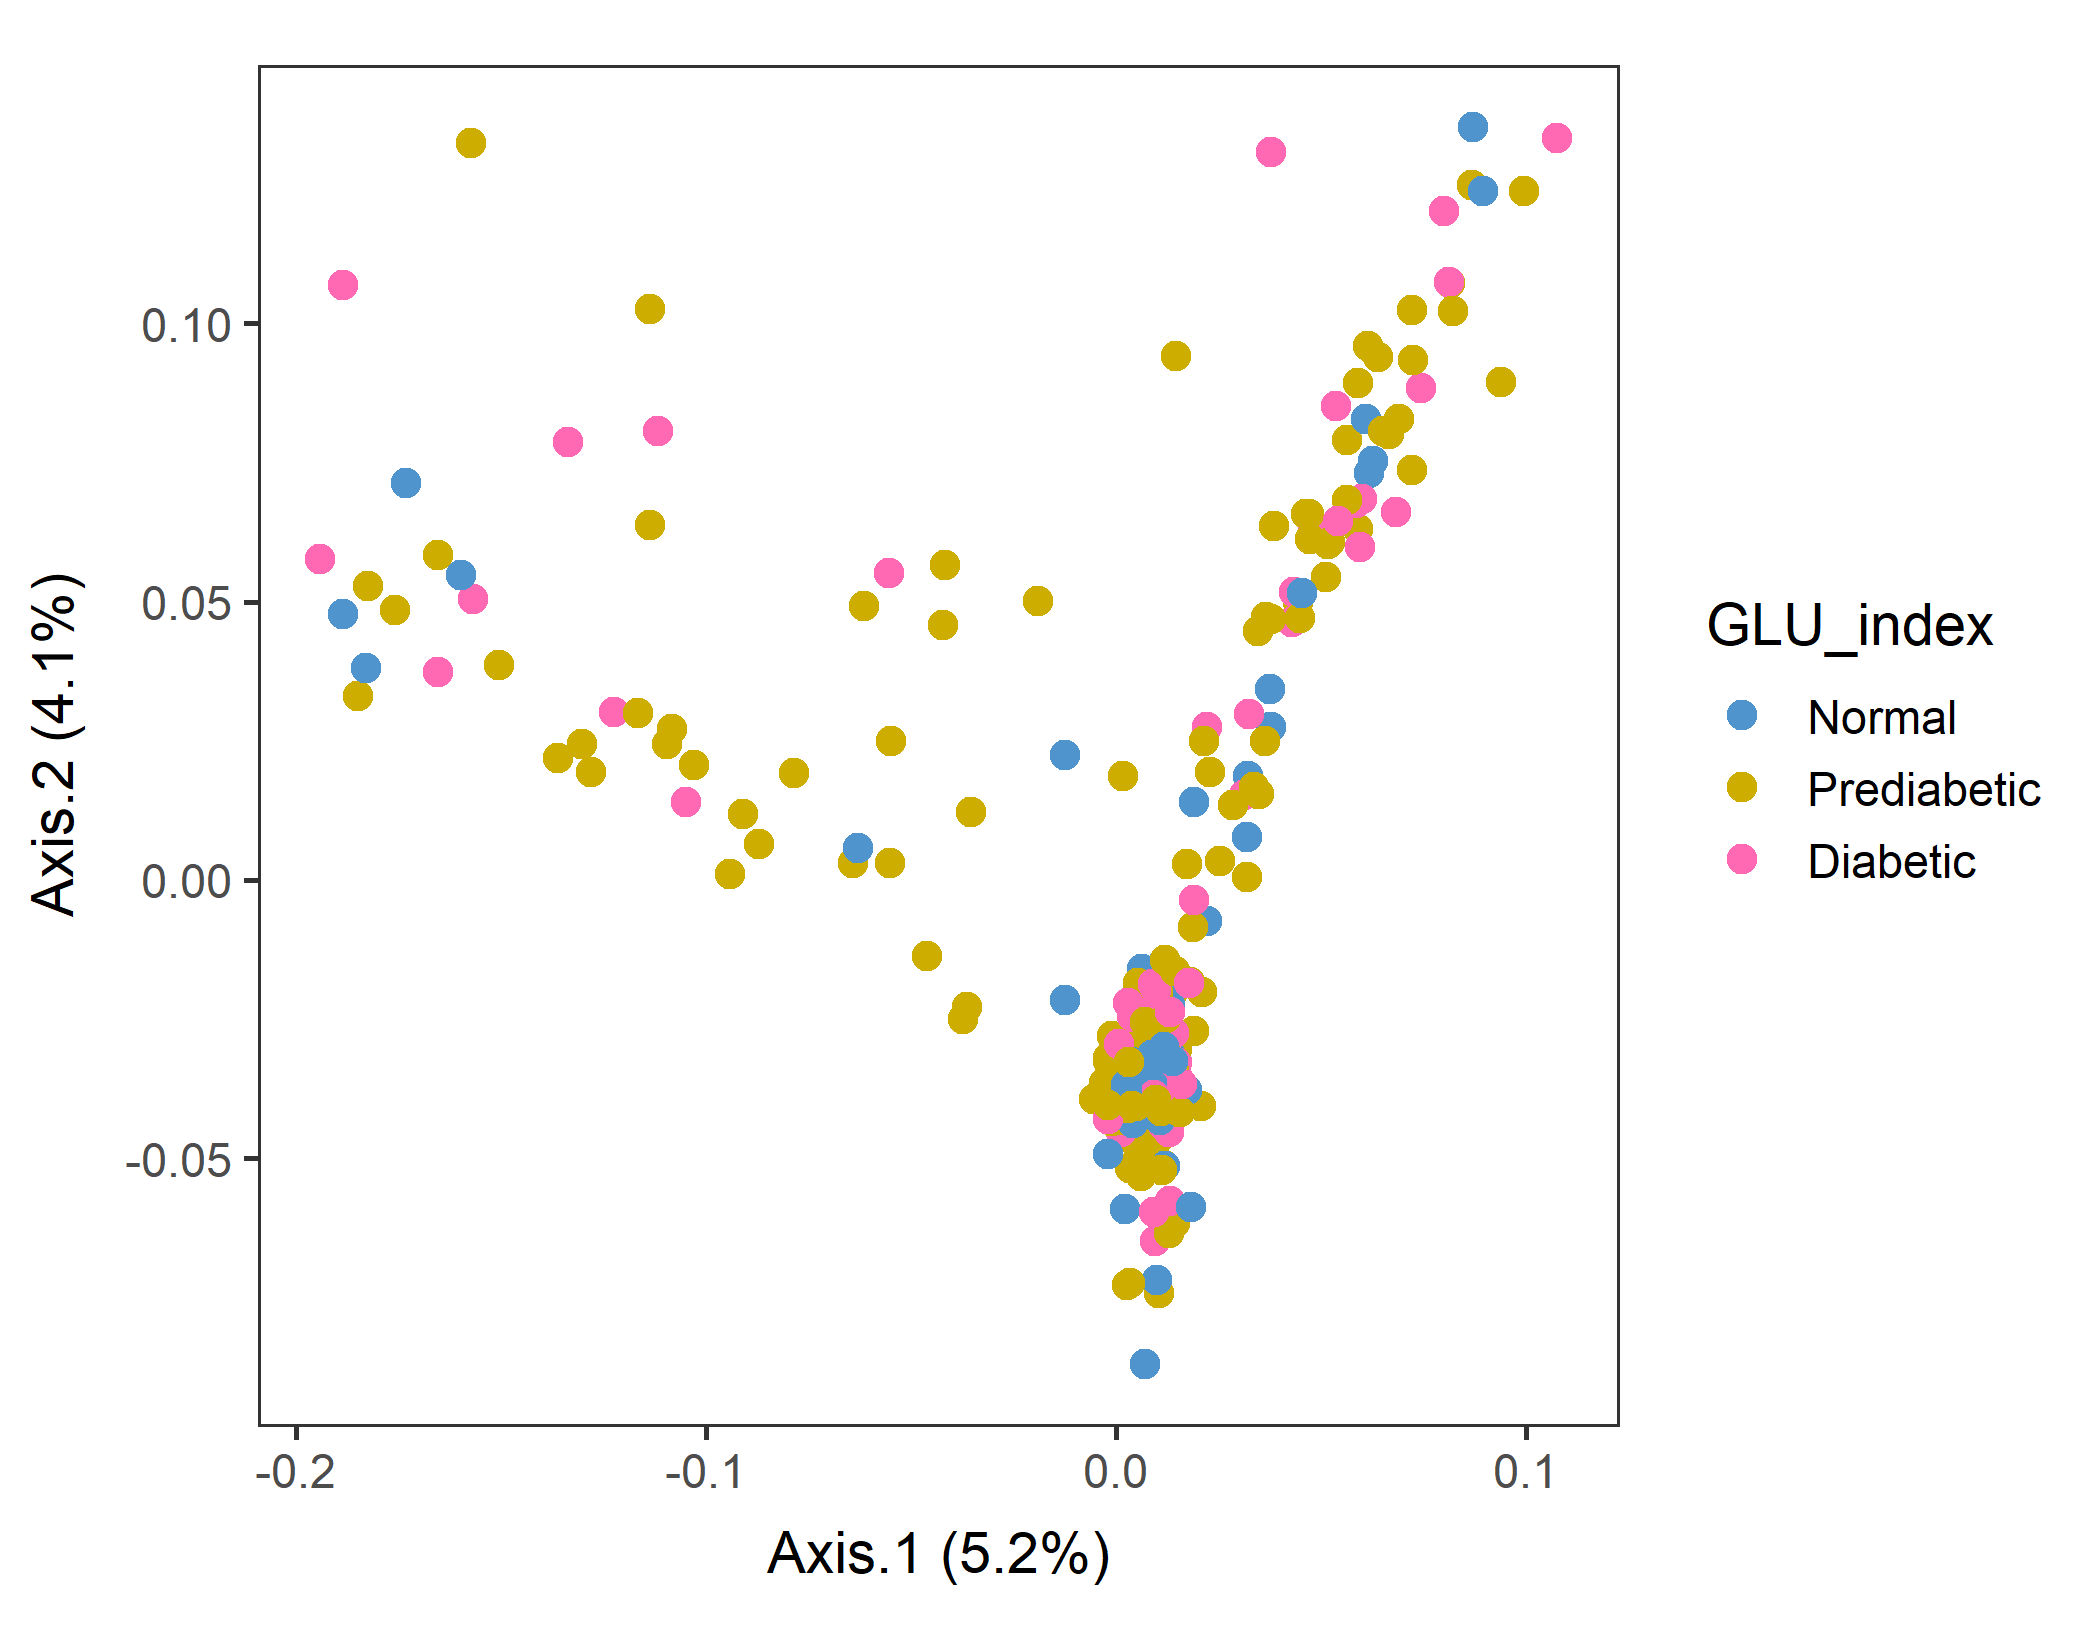 Axis.2 (4.1%)
0.10
0.05
0.00
-0.05
-0.2
-0.1
0.0
0.1
Axis.1 (5.2%)
GLU_index
Normal
Prediabetic
Diabetic